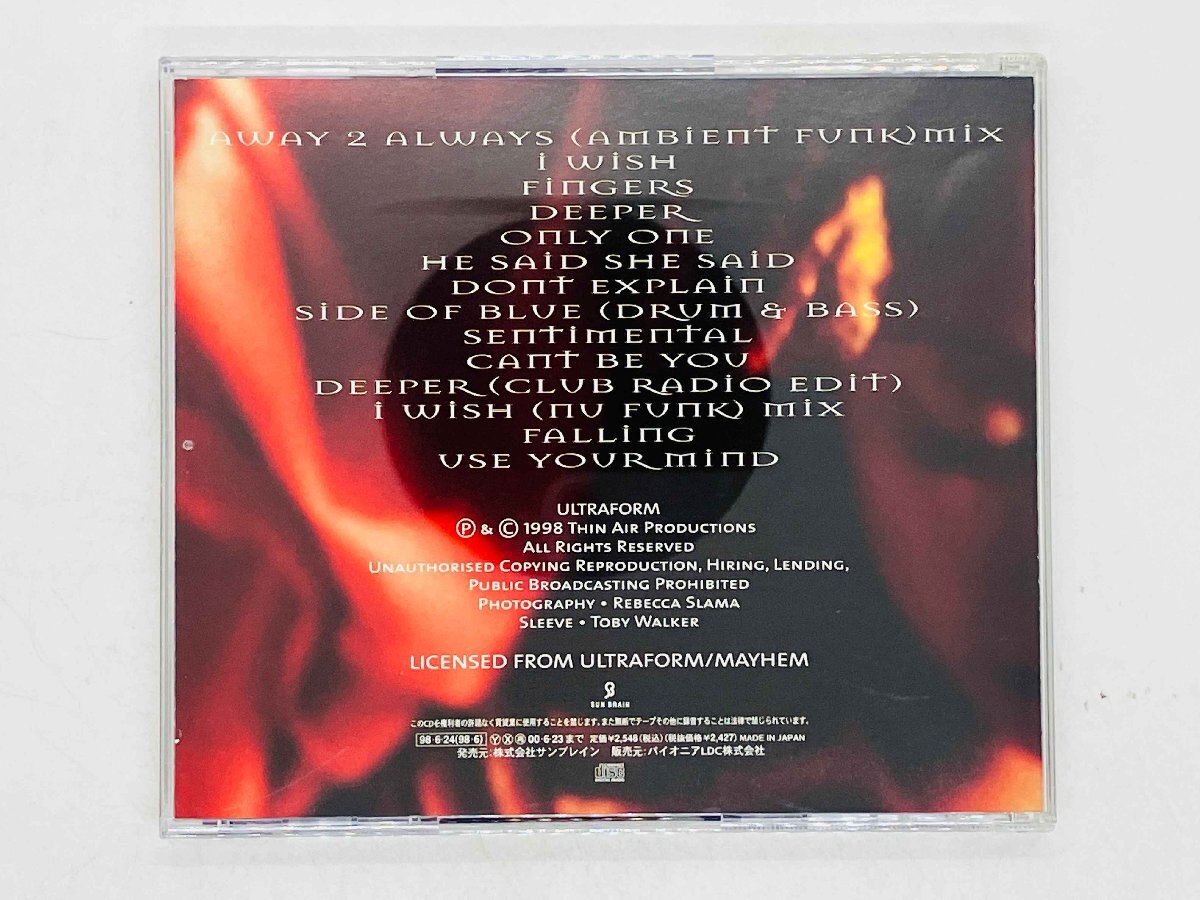 AWAY 2 ALWAYS (AMBIENT FUNK)MIX
I WISH
FINGERS
DEEPER
ONLY ONE
HE SAID SHE SAID
DONT EXPLAIN
SIDE OF BLUE (DRUM & BASS)
SENTIMENTAL
CANT BE YOU
DEEPER (CLUB RADIO EDIT)
I WISH (NU FUNK) MIX
FALLING
USE YOUR MIND
ULTRAFORM
Ⓟ & © 1998 THIN AIR PRODUCTIONS
ALL RIGHTS RESERVED
UNAUTHORISED COPYING REPRODUCTION, HIRING, LENDING,
PUBLIC BROADCASTING PROHIBITED
PHOTOGRAPHY • REBECCA SLAMA
SLEEVE • TOBY WALKER
LICENSED FROM ULTRAFORM/MAYHEM
SUN BRAIN
このCDを権利者の許諾なく賃貸業に使用することを禁じます。また無断でテープその他に録音することは法律で禁じられています。
98·6·24(98·6) Ⓨ Ⓧ 再 00·6·23まで 定価¥2,548(税込)(税抜価格¥2,427) MADE IN JAPAN
発売元:株式会社サンブレイン 販売元:パイオニアLDC株式会社
disc